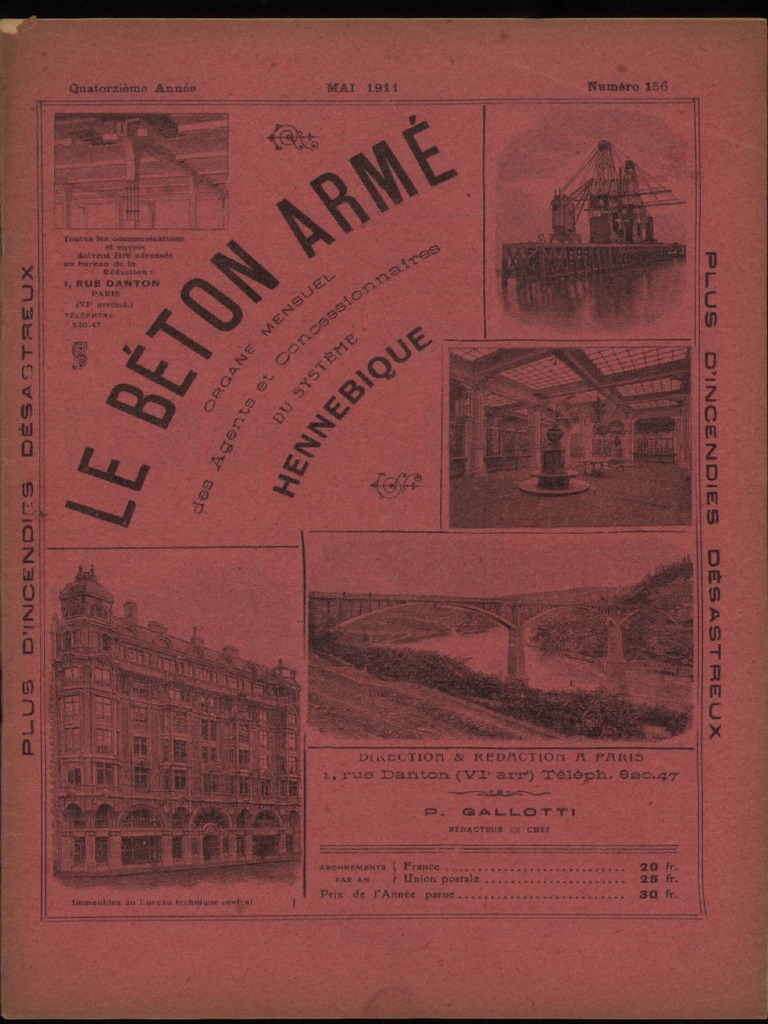 Quatorzième Année
MAI 1911
Numéro 156
LE BÉTON ARMÉ
ORGANE MENSUEL
des Agents et Concessionnaires
DU SYSTÈME
HENNEBIQUE
Toutes les communications
et envois
doivent être adressés
au bureau de la
Rédaction :
1, RUE DANTON
PARIS
(VIe arrond.)
TÉLÉPHONE
820-47
PLUS D'INCENDIES DÉSASTREUX
PLUS D'INCENDIES DÉSASTREUX
Immeubles du Bureau technique central
DIRECTION & RÉDACTION A PARIS
1, rue Danton (VIe arrt) Téléph. 820.47
P. GALLOTTI
RÉDACTEUR EN CHEF
ABONNEMENTS PAR AN } France ........ 20 fr.
Union postale ........ 25 fr.
Prix de l'Année parue ........ 30 fr.